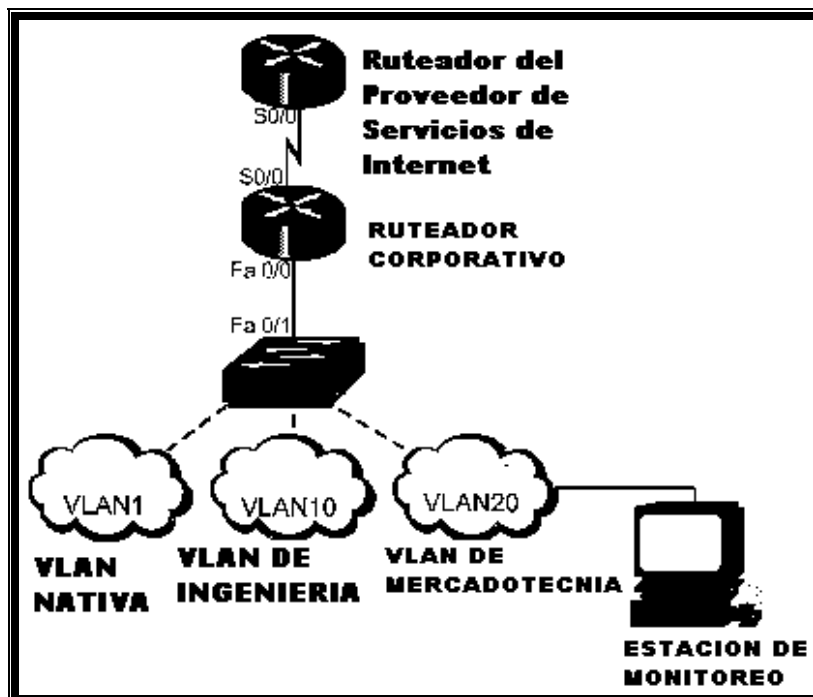 Ruteador del
Proveedor de
Servicios de
Internet
S0/0
S0/0
RUTEADOR
CORPORATIVO
Fa 0/0
Fa 0/1
VLAN1
VLAN10
VLAN20
VLAN
NATIVA
VLAN DE
INGENIERIA
VLAN DE
MERCADOTECNIA
ESTACION DE
MONITOREO